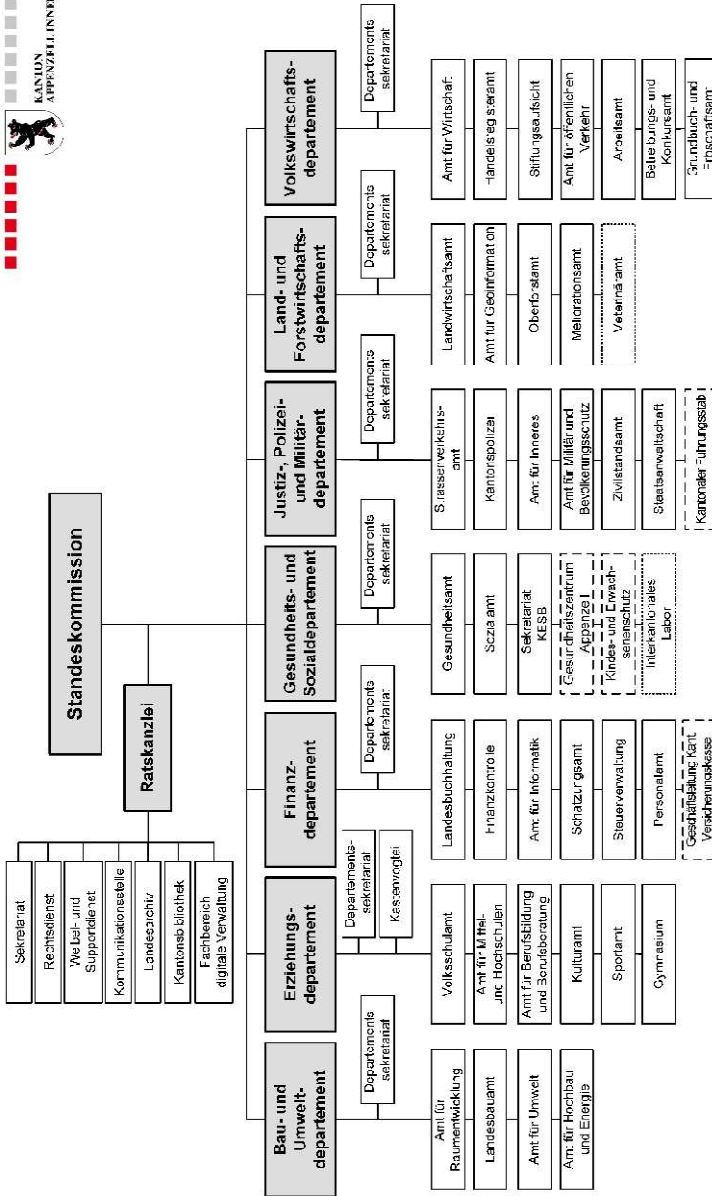 KANTON
Standeskommission
Ratskanzlei
Sekretariat
Rechtsdienst
Weibel- und
Supportdienst
Kommunikationsstelle
Landesarchiv
Kantonsbibliothek
Fachbereich
digitale Verwaltung
Bau- und
Umwelt-
departement
Departements
sekretariat
Amt für
Raumentwicklung
Landesbauamt
Amt für Umwelt
Amt für Hochbau
und Energie
Erziehungs-
departement
Departements-
sekretariat
Kastenvogtei
Volksschulamt
Amt für Mittel-
und Hochschulen
Amt für Berufsbildung
und Berufsberatung
Kulturamt
Sportamt
Gymnasium
Finanz-
departement
Departements
sekretariat
Landesbuchhaltung
Finanzkontrolle
Amt für Informatik
Schatzungsamt
Steuerverwaltung
Personalamt
Geschäftsleitung Kant.
Versicherungskasse
Gesundheits- und
Sozialdepartement
Departements
sekretariat
Gesundheitsamt
Sozialamt
Sekretariat
KESB
Gesundheitszentrum
Appenzell
Kindes- und Erwach-
senenschutz
Interkantonales
Labor
Justiz-, Polizei-
und Militär-
departement
Departements
sekretariat
Strassenverkehrs-
amt
Kantonspolizei
Amt für Inneres
Amt für Militär und
Bevölkerungsschutz
Zivilstandsamt
Staatsanwaltschaft
Kantonaler Führungsstab
Land- und
Forstwirtschafts-
departement
Departements
sekretariat
Landwirtschaftsamt
Amt für Geoinformation
Oberforstamt
Meliorationsamt
Veterinäramt
Volkswirtschafts-
departement
Departements
sekretariat
Amt für Wirtschaft
Handelsregisteramt
Stiftungsaufsicht
Amt für öffentlichen
Verkehr
Arbeitsamt
Betreibungs- und
Konkursamt
Grundbuch- und
Erbschaftsamt